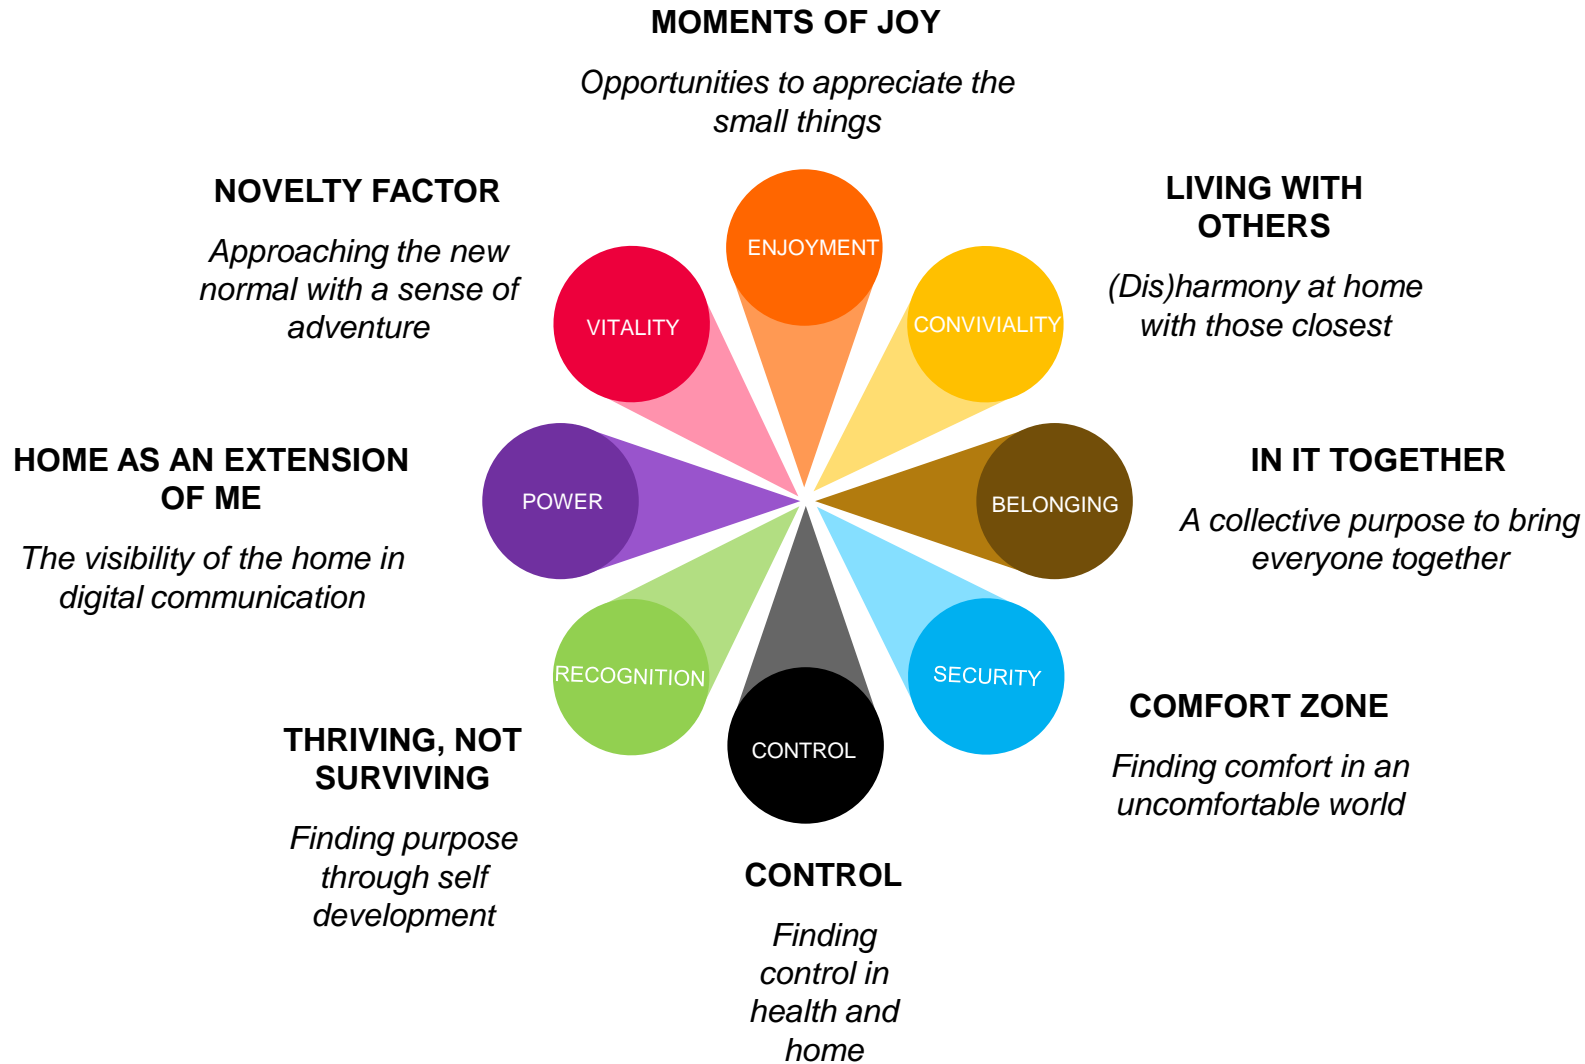 MOMENTS OF JOY
Opportunities to appreciate the
small things
ENJOYMENT
LIVING WITH
OTHERS
(Dis)harmony at home
with those closest
CONVIVIALITY
IN IT TOGETHER
A collective purpose to bring
everyone together
BELONGING
COMFORT ZONE
Finding comfort in an
uncomfortable world
SECURITY
CONTROL
CONTROL
Finding
control in
health and
home
RECOGNITION
THRIVING, NOT
SURVIVING
Finding purpose
through self
development
POWER
HOME AS AN EXTENSION
OF ME
The visibility of the home in
digital communication
VITALITY
NOVELTY FACTOR
Approaching the new
normal with a sense of
adventure